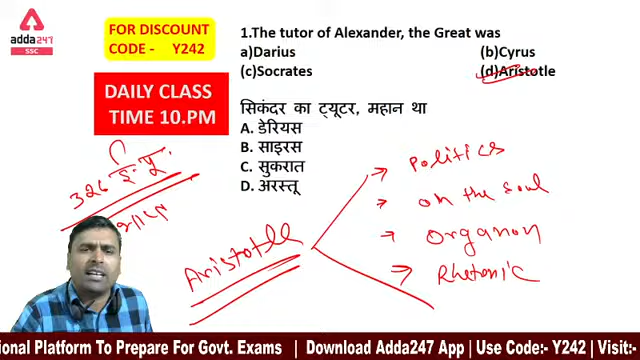 adda247
SSC
FOR DISCOUNT
CODE - Y242
DAILY CLASS
TIME 10.PM
1.The tutor of Alexander, the Great was
a)Darius (b)Cyrus
(c)Socrates (d)Aristotle
सिकंदर का ट्यूटर, महान था
A. डेरियस
B. साइरस
C. सुकरात
D. अरस्तू
326 ई.पू.
Aristotle
Politics
on the soul
Organon
Rhetoric
ional Platform To Prepare For Govt. Exams | Download Adda247 App | Use Code:- Y242 | Visit:-